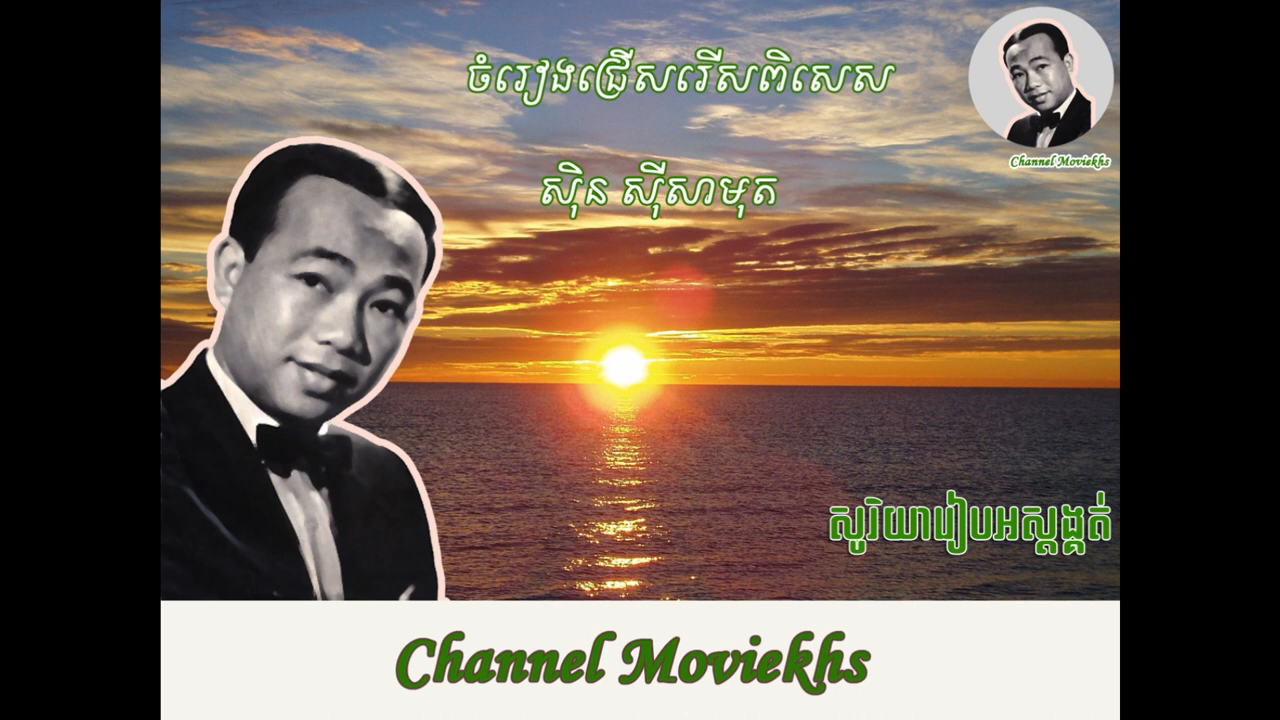 ចំរៀងជ្រើសរើសពិសេស
Channel Moviekhs
ស៊ិន ស៊ីសាមុត
សូរិយារៀបអស្តង្គត់
Channel Moviekhs